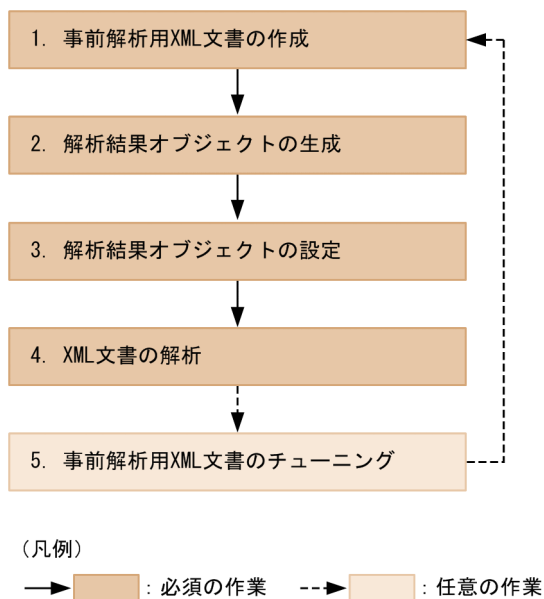 1. 事前解析用XML文書の作成
2. 解析結果オブジェクトの生成
3. 解析結果オブジェクトの設定
4. XML文書の解析
5. 事前解析用XML文書のチューニング
（凡例）
：必須の作業 ：任意の作業